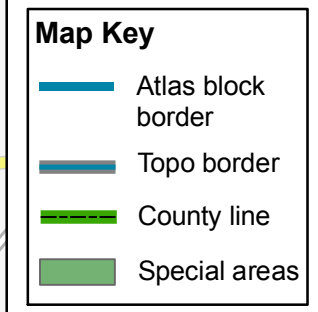 Map Key
Atlas block
border
Topo border
County line
Special areas